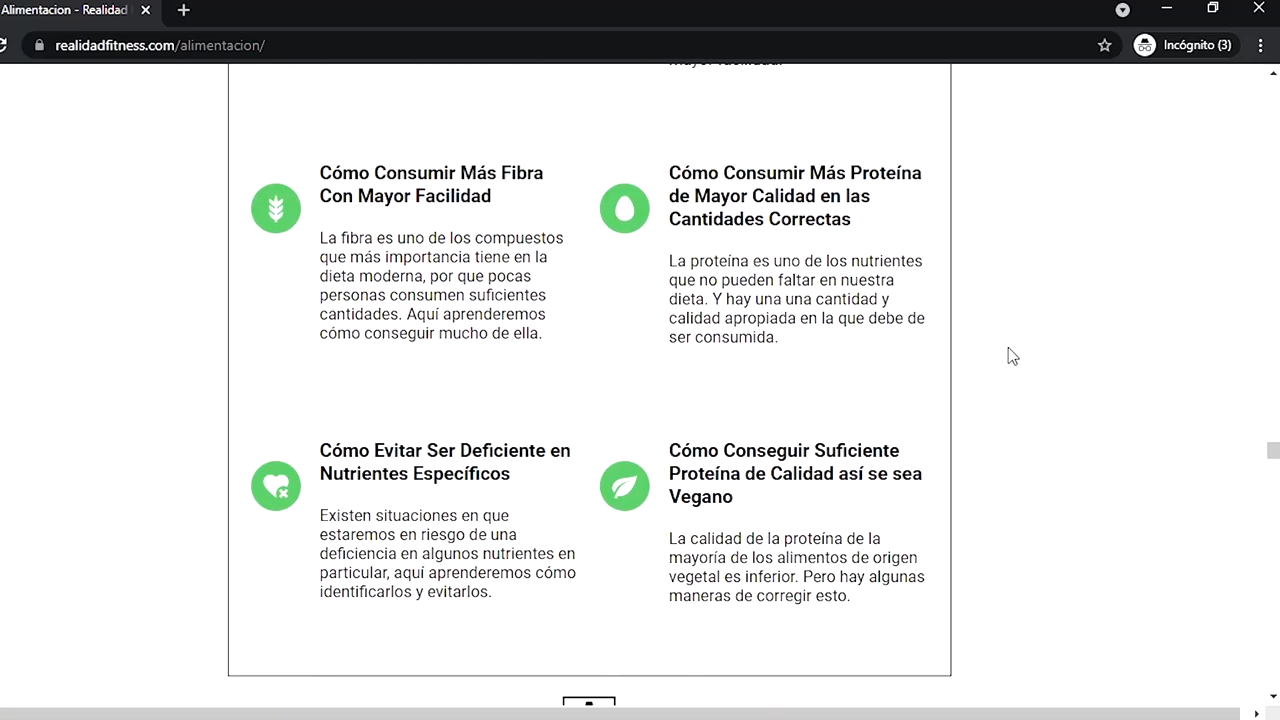 Alimentacion - Realidad
realidadfitness.com/alimentacion/
Incógnito (3)
Cómo Consumir Más Fibra
Con Mayor Facilidad
La fibra es uno de los compuestos
que más importancia tiene en la
dieta moderna, por que pocas
personas consumen suficientes
cantidades. Aquí aprenderemos
cómo conseguir mucho de ella.
Cómo Consumir Más Proteína
de Mayor Calidad en las
Cantidades Correctas
La proteína es uno de los nutrientes
que no pueden faltar en nuestra
dieta. Y hay una una cantidad y
calidad apropiada en la que debe de
ser consumida.
Cómo Evitar Ser Deficiente en
Nutrientes Específicos
Existen situaciones en que
estaremos en riesgo de una
deficiencia en algunos nutrientes en
particular, aquí aprenderemos cómo
identificarlos y evitarlos.
Cómo Conseguir Suficiente
Proteína de Calidad así se sea
Vegano
La calidad de la proteína de la
mayoría de los alimentos de origen
vegetal es inferior. Pero hay algunas
maneras de corregir esto.